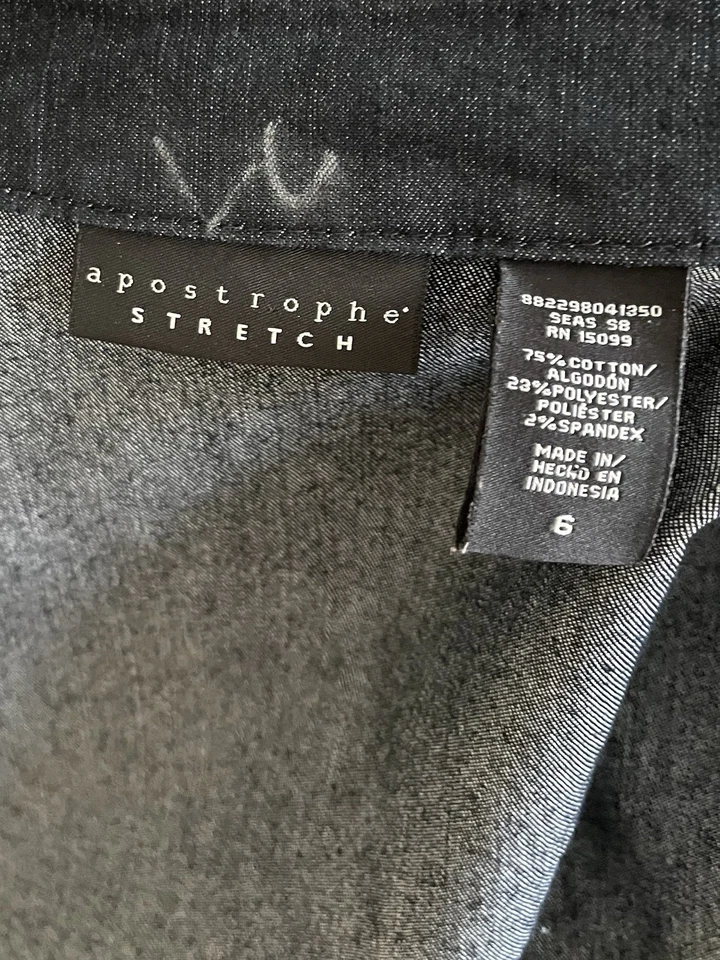 apostrophe
STRETCH
882298041350
SEAS S8
RN 15099
75% COTTON/
ALGODÓN
23% POLYESTER/
POLIÉSTER
2% SPANDEX
MADE IN/
HECHO EN
INDONESIA
6